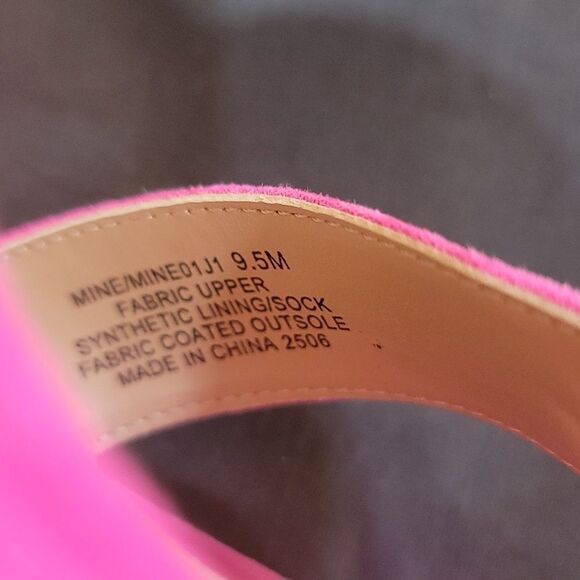 MINE/MINE01J1 9.5M
FABRIC UPPER
SYNTHETIC LINING/SOCK
FABRIC COATED OUTSOLE
MADE IN CHINA 2506